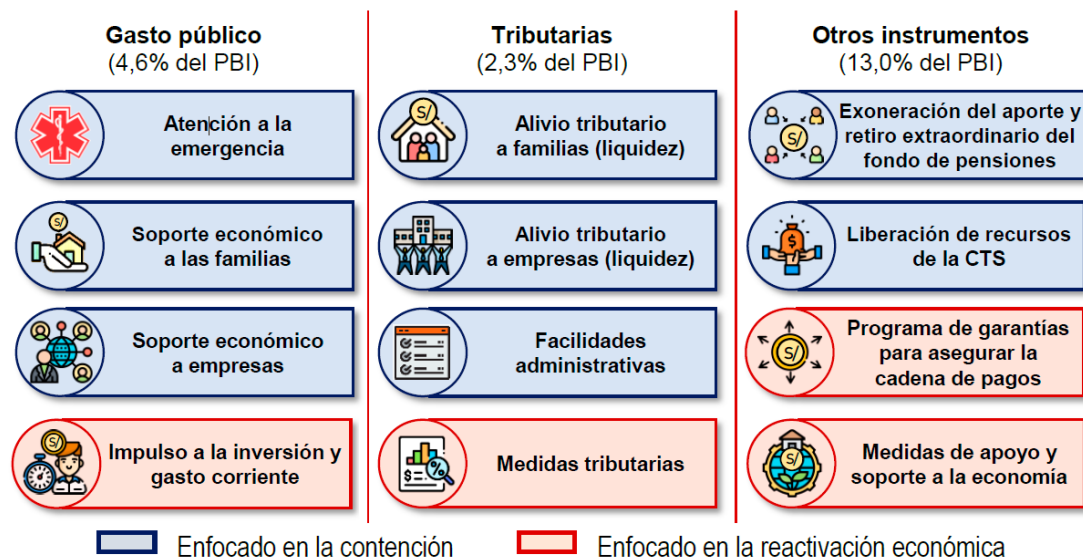 Gasto público
(4,6% del PBI)
Atención a la
emergencia
Soporte económico
a las familias
Soporte económico
a empresas
Impulso a la inversión y
gasto corriente
Tributarias
(2,3% del PBI)
Alivio tributario
a familias (liquidez)
Alivio tributario
a empresas (liquidez)
Facilidades
administrativas
Medidas tributarias
Otros instrumentos
(13,0% del PBI)
Exoneración del aporte y
retiro extraordinario del
fondo de pensiones
Liberación de recursos
de la CTS
Programa de garantías
para asegurar la
cadena de pagos
Medidas de apoyo y
soporte a la economía
Enfocado en la contención
Enfocado en la reactivación económica
S/
S/
S/
S/
S/
S/
S/
$
$